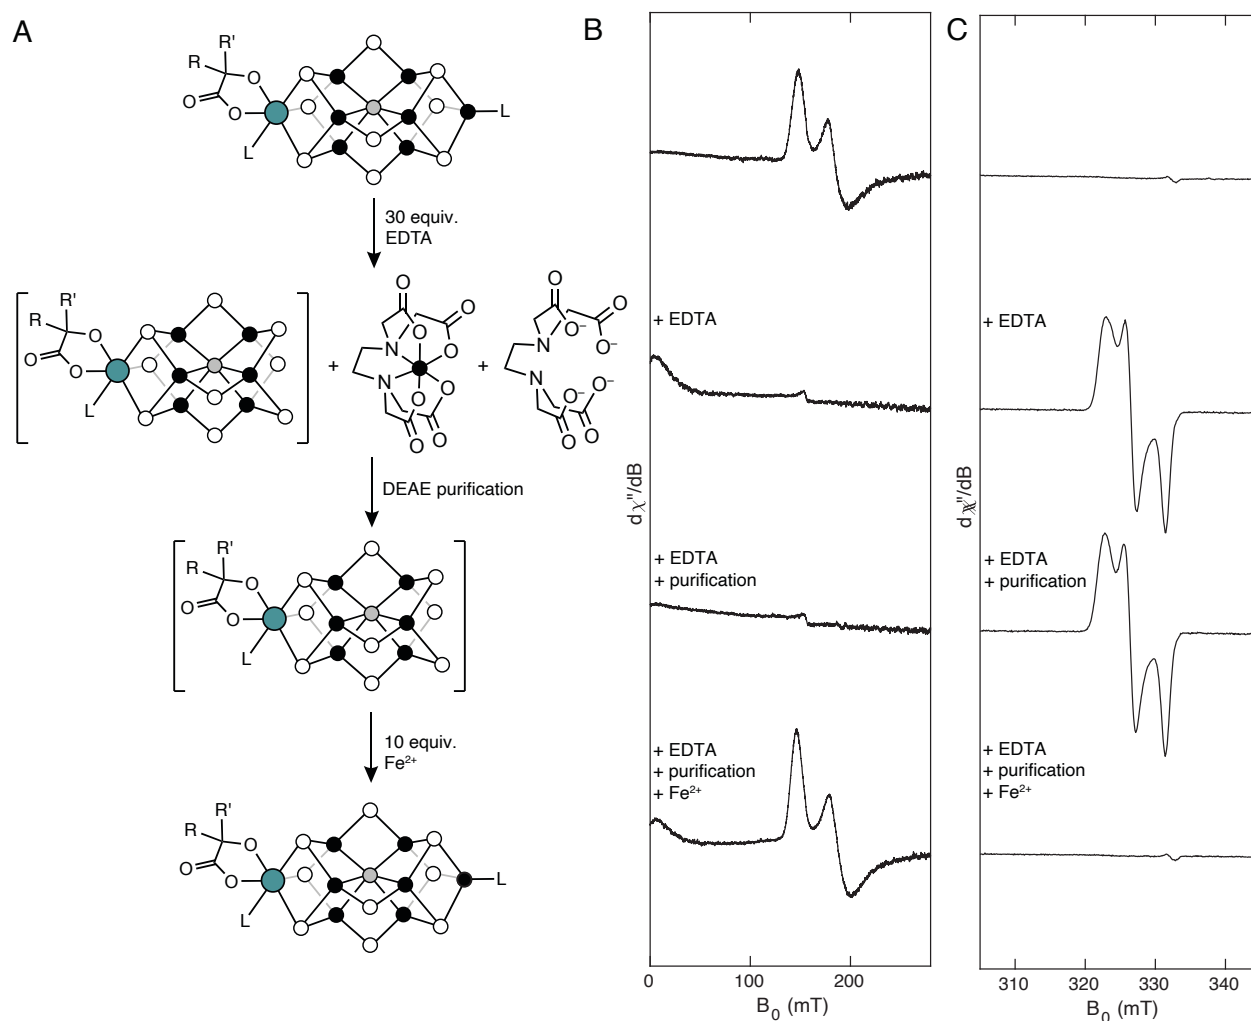 A
B
C
R'
R
O
O
O
L
L
30 equiv.
EDTA
R'
R
O
O
O
L
+
O
O
O
O
N
N
O
O
O
O
+
O
O
O⁻
O⁻
N
N
O⁻
O⁻
O
O
DEAE purification
R'
R
O
O
O
L
10 equiv.
Fe²⁺
R'
R
O
O
O
L
L
+ EDTA
+ EDTA
+ purification
+ EDTA
+ purification
+ Fe²⁺
dχ"/dB
0
100
200
B₀ (mT)
+ EDTA
+ EDTA
+ purification
+ EDTA
+ purification
+ Fe²⁺
dχ"/dB
310
320
330
340
B₀ (mT)